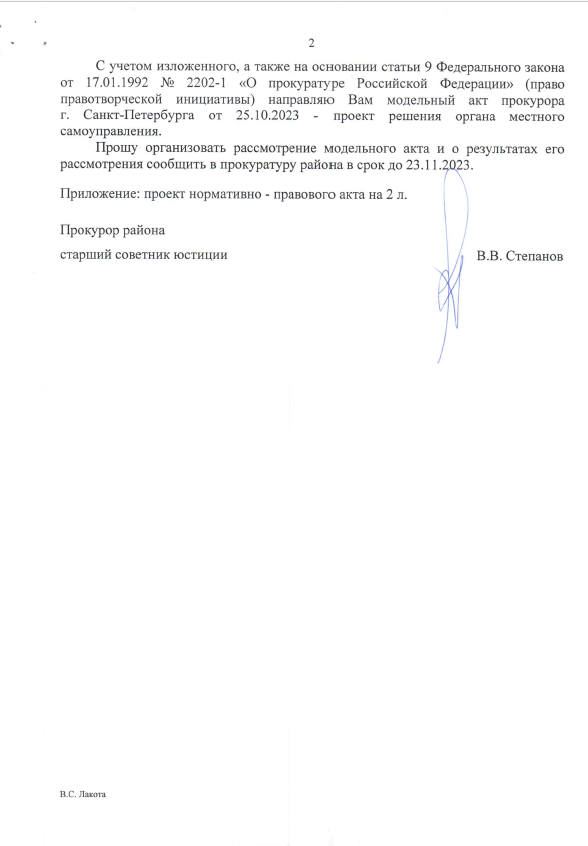 2
С учетом изложенного, а также на основании статьи 9 Федерального закона
от 17.01.1992 № 2202-1 «О прокуратуре Российской Федерации» (право
правотворческой инициативы) направляю Вам модельный акт прокурора
г. Санкт-Петербурга от 25.10.2023 - проект решения органа местного
самоуправления.
Прошу организовать рассмотрение модельного акта и о результатах его
рассмотрения сообщить в прокуратуру района в срок до 23.11.2023.
Приложение: проект нормативно - правового акта на 2 л.
Прокурор района
старший советник юстиции В.В. Степанов
В.С. Лакота